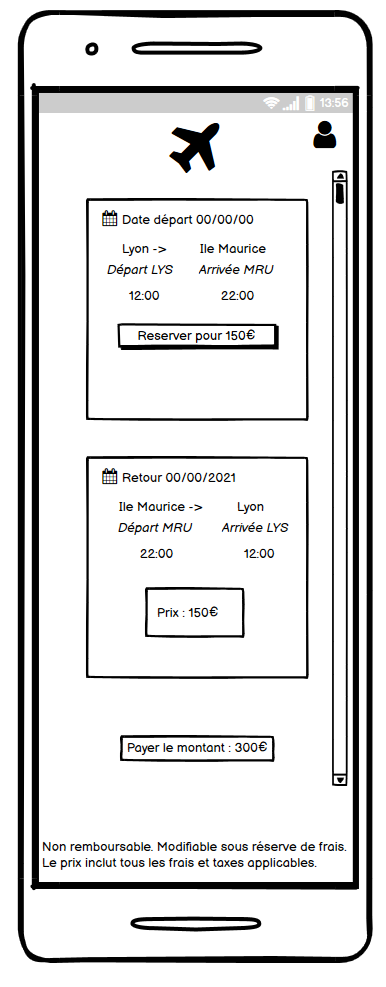 13:56
Date départ 00/00/00
Lyon -> Ile Maurice
Départ LYS Arrivée MRU
12:00 22:00
Reserver pour 150€
Retour 00/00/2021
Ile Maurice -> Lyon
Départ MRU Arrivée LYS
22:00 12:00
Prix : 150€
Payer le montant : 300€
Non remboursable. Modifiable sous réserve de frais.
Le prix inclut tous les frais et taxes applicables.